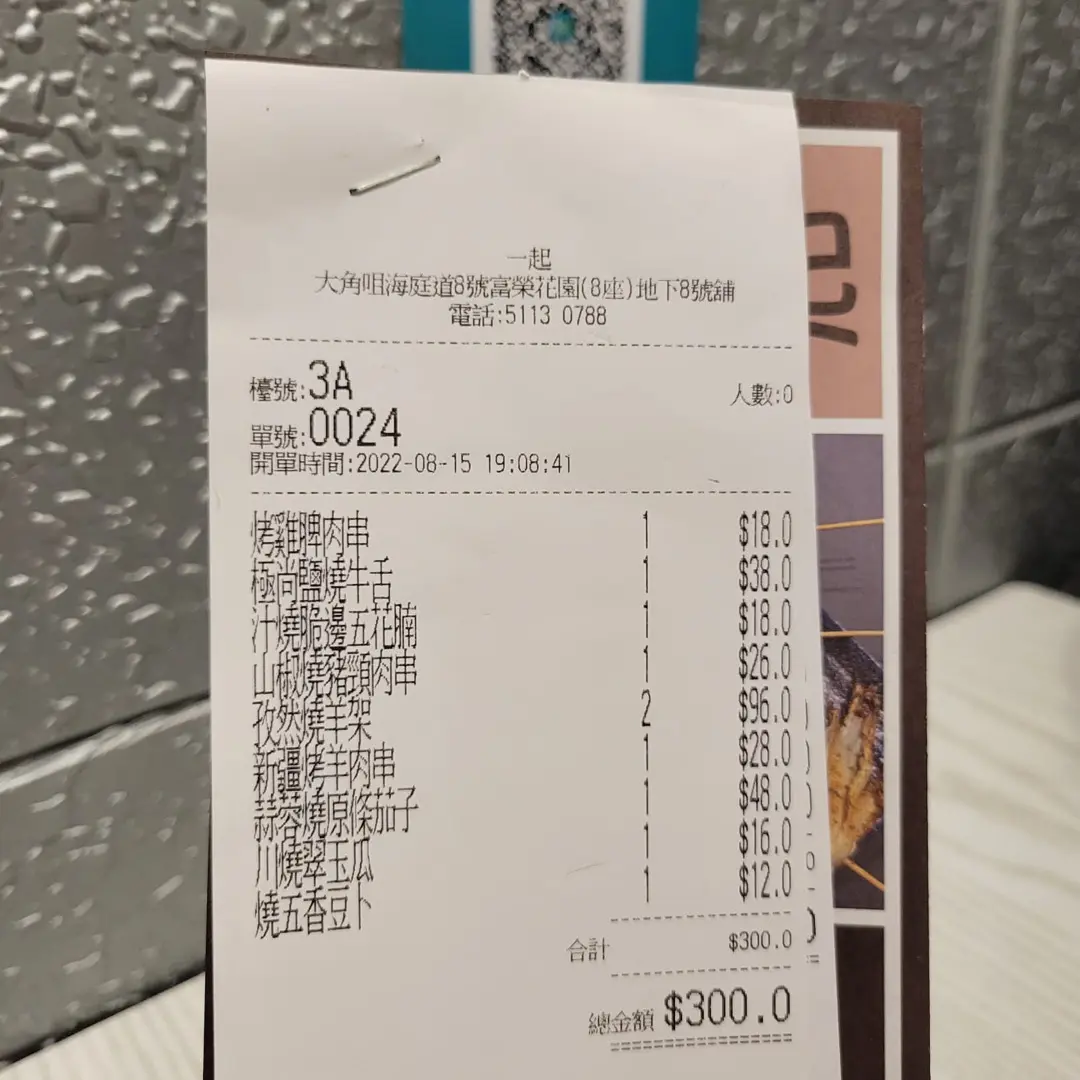 一起
大角咀海庭道8號富榮花園(8座)地下8號舖
電話:5113 0788
檯號:3A 人數:0
單號:0024
開單時間:2022-08-15 19:08:41
烤雞脾肉串 1 $18.0
極尚鹽燒牛舌 1 $38.0
汁燒脆邊五花腩 1 $18.0
山椒燒豬頸肉串 1 $26.0
孜然燒羊架 2 $96.0
新疆烤羊肉串 1 $28.0
蒜蓉燒原條茄子 1 $48.0
川燒翠玉瓜 1 $16.0
燒五香豆卜 1 $12.0
合計 $300.0
總金額 $300.0